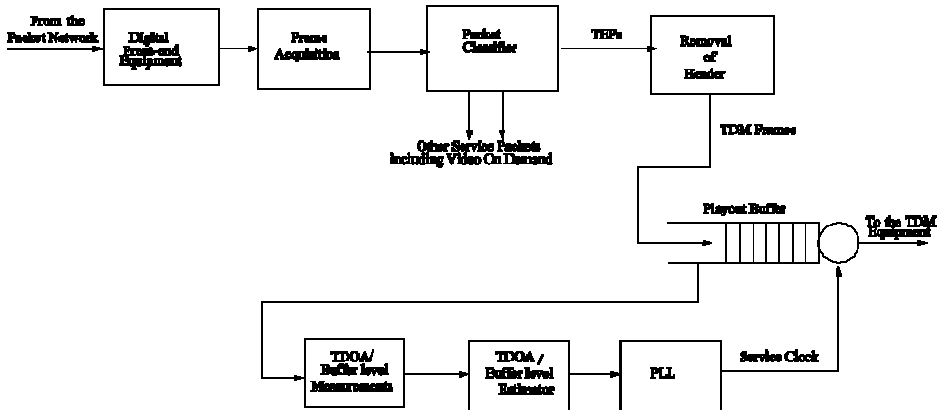 From the
Packet Network
Digital
Front-end
Equipment
Frame
Acquisition
Packet
Classifier
TEPs
Removal
of
Header
Other Service Packets
Including Video On Demand
TDM Frames
Playout Buffer
To the TDM
Equipment
TDOA/
Buffer level
Measurements
TDOA /
Buffer level
Estimator
PLL
Service Clock